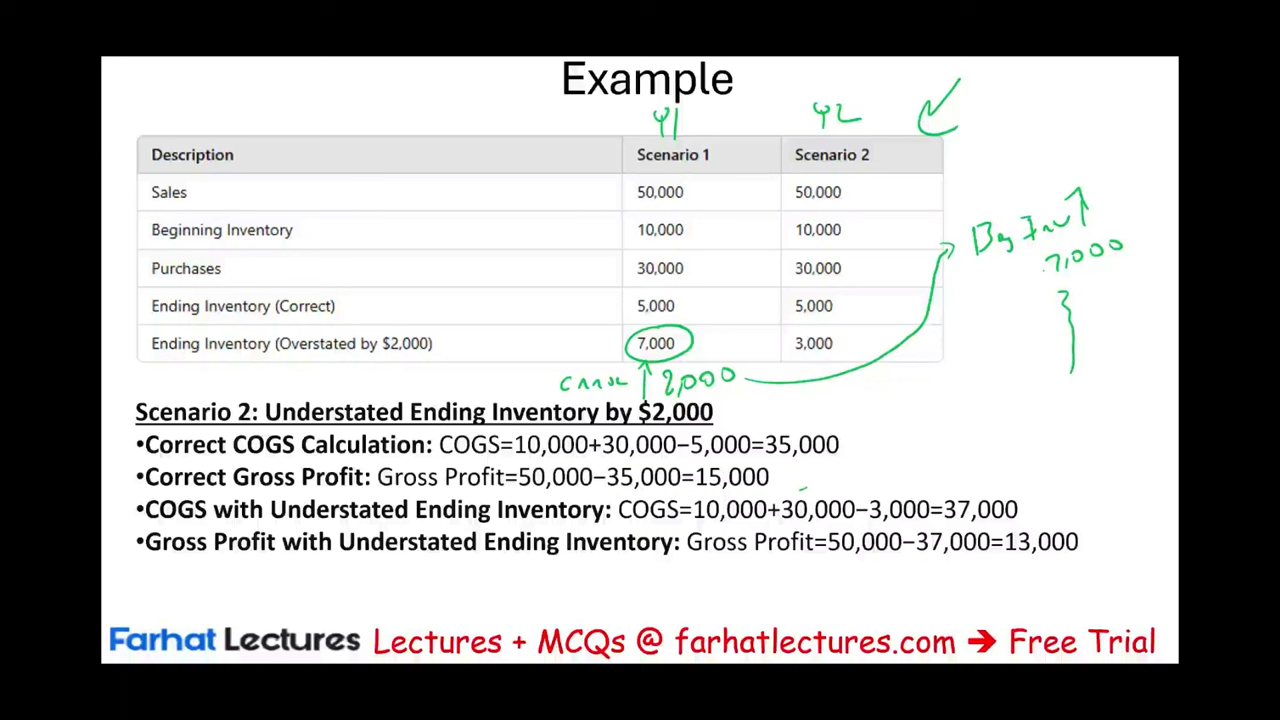 Example
Y1 Y2
Description Scenario 1 Scenario 2
Sales 50,000 50,000
Beginning Inventory 10,000 10,000
Purchases 30,000 30,000
Ending Inventory (Correct) 5,000 5,000
Ending Inventory (Overstated by $2,000) 7,000 3,000
Beg Inv
7,000
2,000
Scenario 2: Understated Ending Inventory by $2,000
•Correct COGS Calculation: COGS=10,000+30,000−5,000=35,000
•Correct Gross Profit: Gross Profit=50,000−35,000=15,000
•COGS with Understated Ending Inventory: COGS=10,000+30,000−3,000=37,000
•Gross Profit with Understated Ending Inventory: Gross Profit=50,000−37,000=13,000
Farhat Lectures Lectures + MCQs @ farhatlectures.com ➔ Free Trial